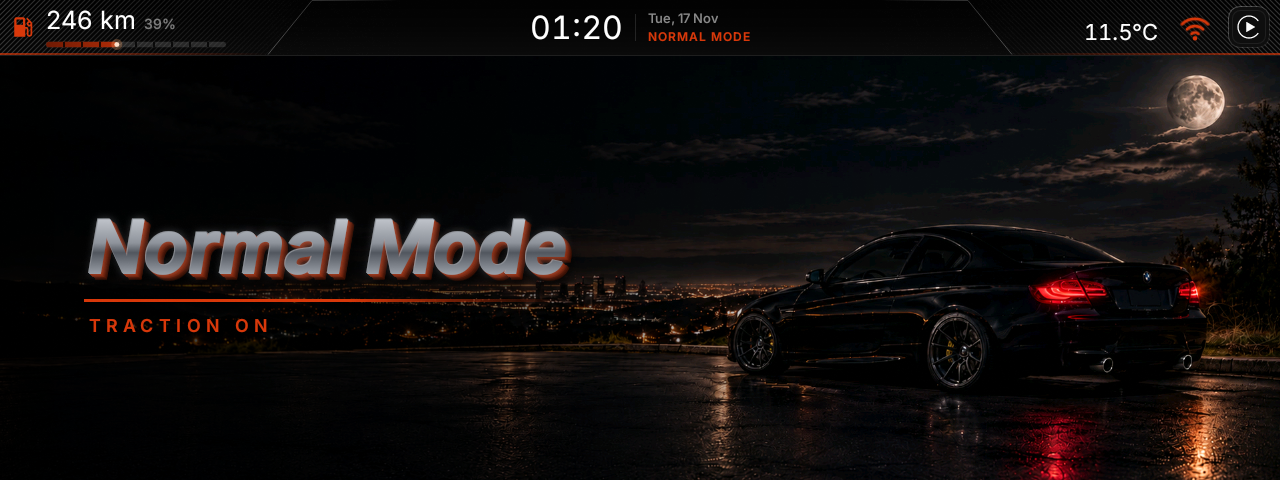 246 km 39%
01:20
Tue, 17 Nov
NORMAL MODE
11.5°C
Normal Mode
TRACTION ON